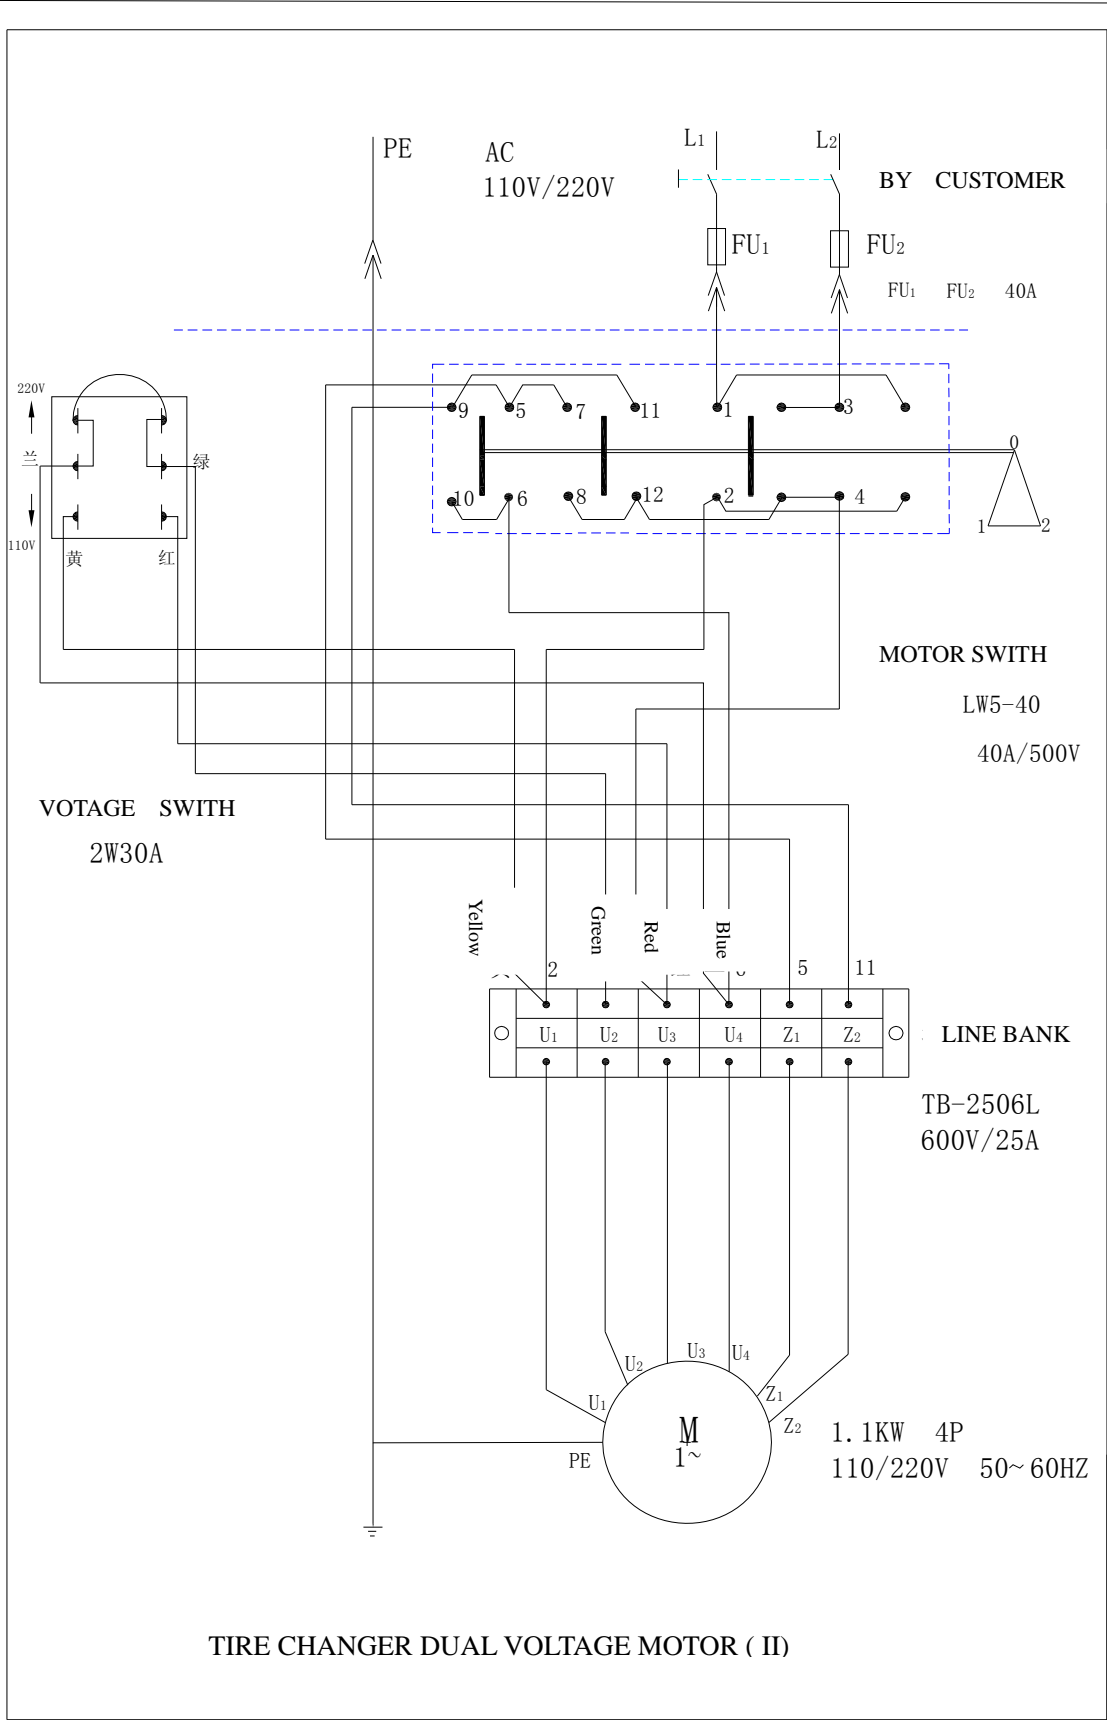 PE
AC
110V/220V
L1
L2
BY CUSTOMER
FU1
FU2
FU1 FU2 40A
220V
兰
绿
110V
黄
红
9
5
7
11
1
3
10
6
8
12
2
4
0
1
2
MOTOR SWITH
LW5-40
40A/500V
VOTAGE SWITH
2W30A
Yellow
Green
Red
Blue
2
5
11
U1
U2
U3
U4
Z1
Z2
LINE BANK
TB-2506L
600V/25A
U1
U2
U3
U4
Z1
Z2
PE
M
1~
1.1KW 4P
110/220V 50~60HZ
TIRE CHANGER DUAL VOLTAGE MOTOR ( II)